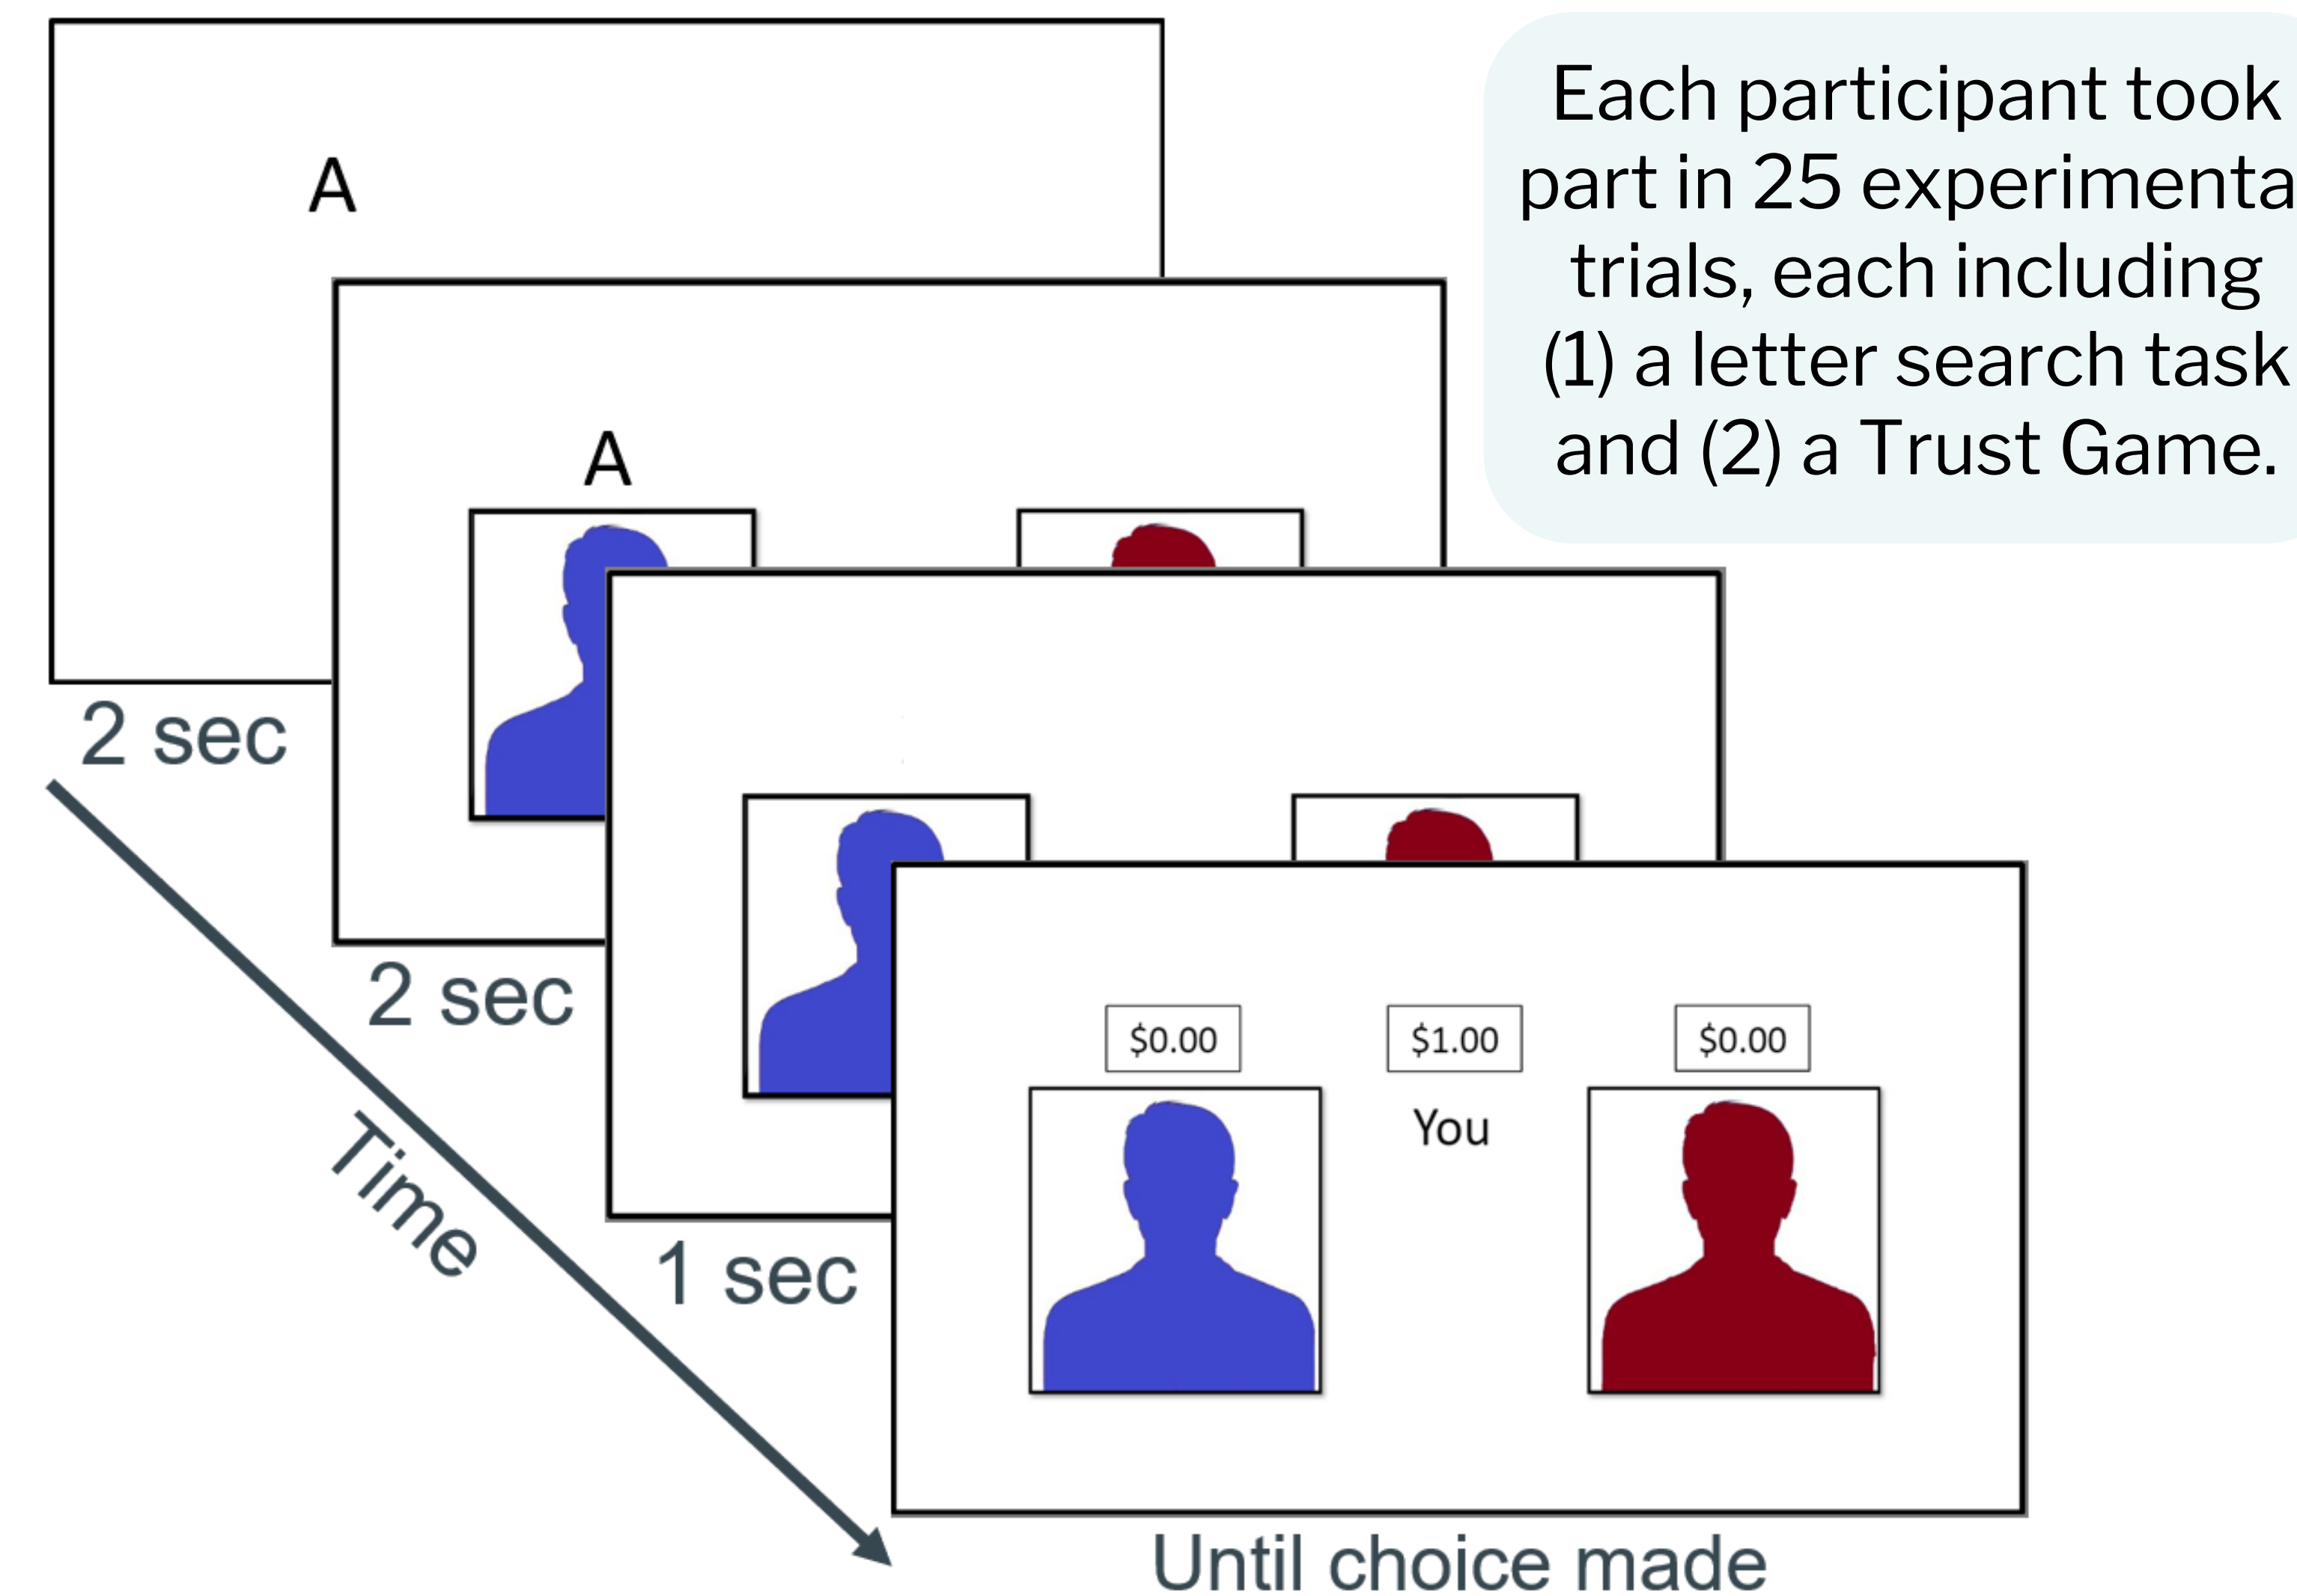 Each participant took
part in 25 experimenta
trials, each including
(1) a letter search task
and (2) a Trust Game.
A
2 sec
A
2 sec
1 sec
$0.00 $1.00 $0.00
You
Until choice made
Time